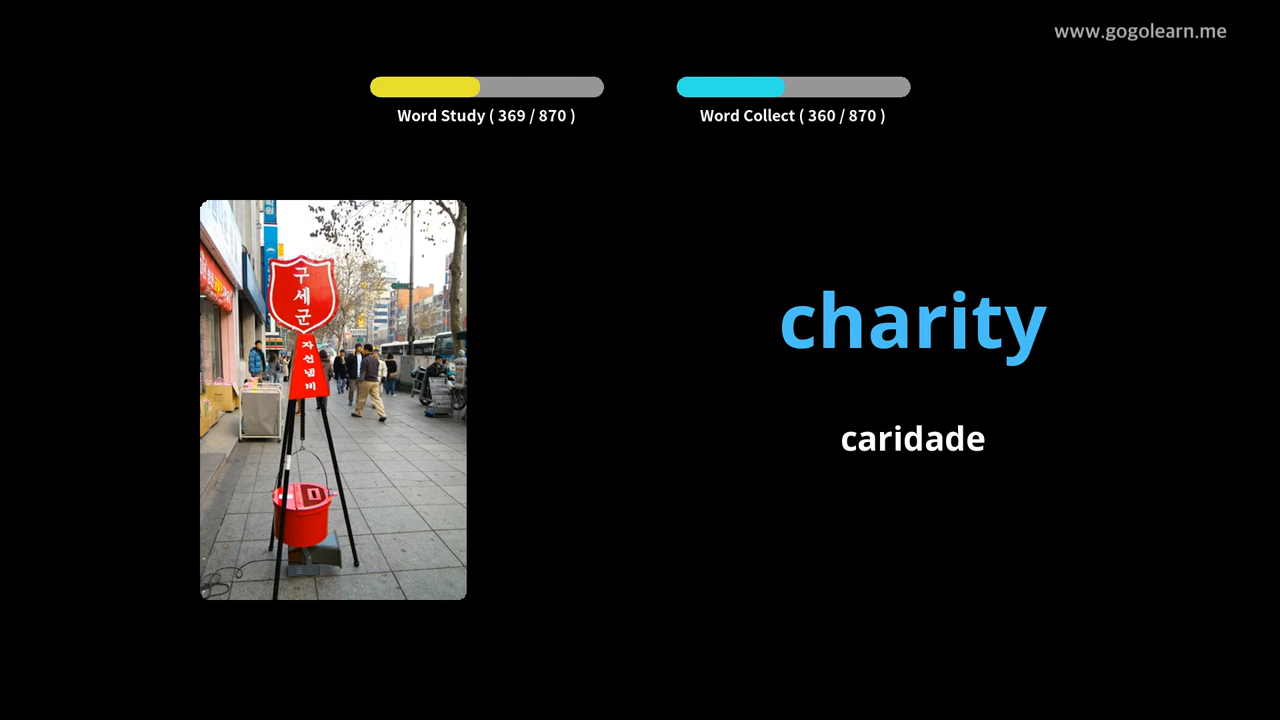 www.gogolearn.me
Word Study ( 369 / 870 )
Word Collect ( 360 / 870 )
구
세
군
자
선
냄
비
charity
caridade